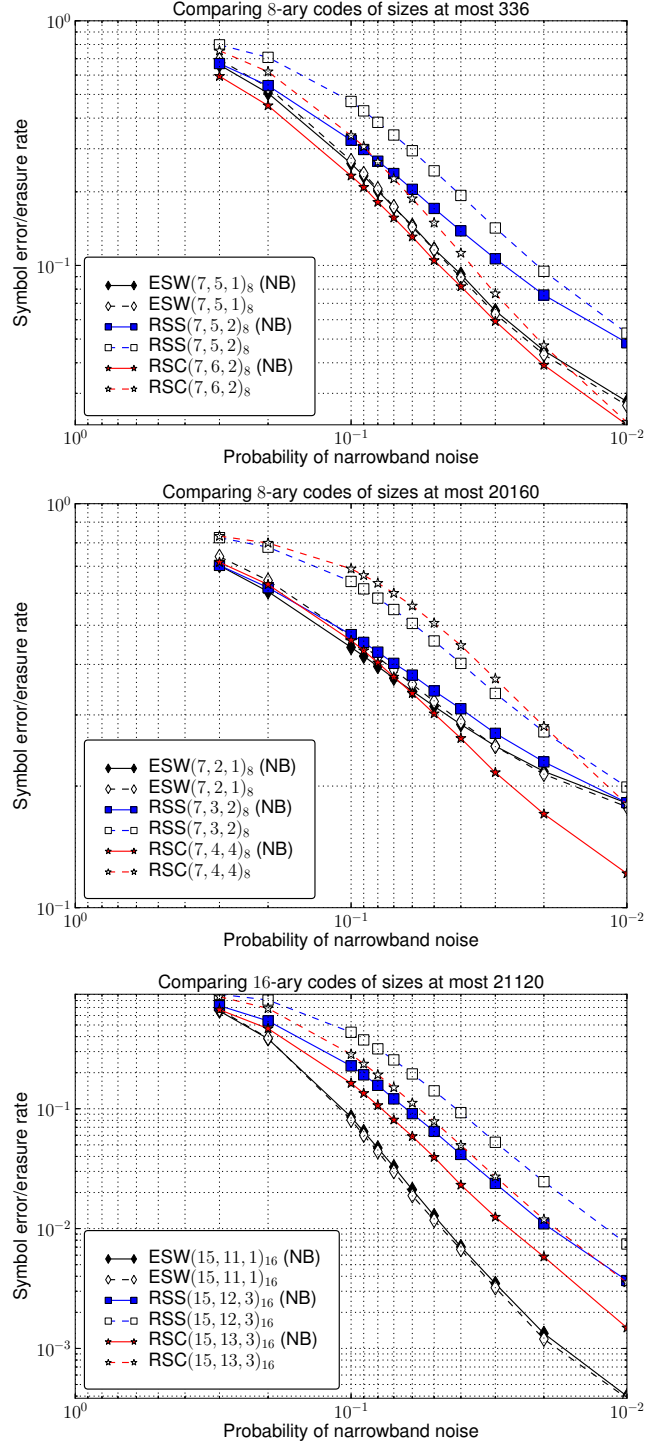 Comparing 8-ary codes of sizes at most 336
10^0
10^{-1}
Symbol error/erasure rate
ESW(7, 5, 1)_8 (NB)
ESW(7, 5, 1)_8
RSS(7, 5, 2)_8 (NB)
RSS(7, 5, 2)_8
RSC(7, 6, 2)_8 (NB)
RSC(7, 6, 2)_8
10^0 10^{-1} 10^{-2}
Probability of narrowband noise
Comparing 8-ary codes of sizes at most 20160
10^0
10^{-1}
Symbol error/erasure rate
ESW(7, 2, 1)_8 (NB)
ESW(7, 2, 1)_8
RSS(7, 3, 2)_8 (NB)
RSS(7, 3, 2)_8
RSC(7, 4, 4)_8 (NB)
RSC(7, 4, 4)_8
10^0 10^{-1} 10^{-2}
Probability of narrowband noise
Comparing 16-ary codes of sizes at most 21120
10^{-1}
10^{-2}
10^{-3}
Symbol error/erasure rate
ESW(15, 11, 1)_{16} (NB)
ESW(15, 11, 1)_{16}
RSS(15, 12, 3)_{16} (NB)
RSS(15, 12, 3)_{16}
RSC(15, 13, 3)_{16} (NB)
RSC(15, 13, 3)_{16}
10^0 10^{-1} 10^{-2}
Probability of narrowband noise